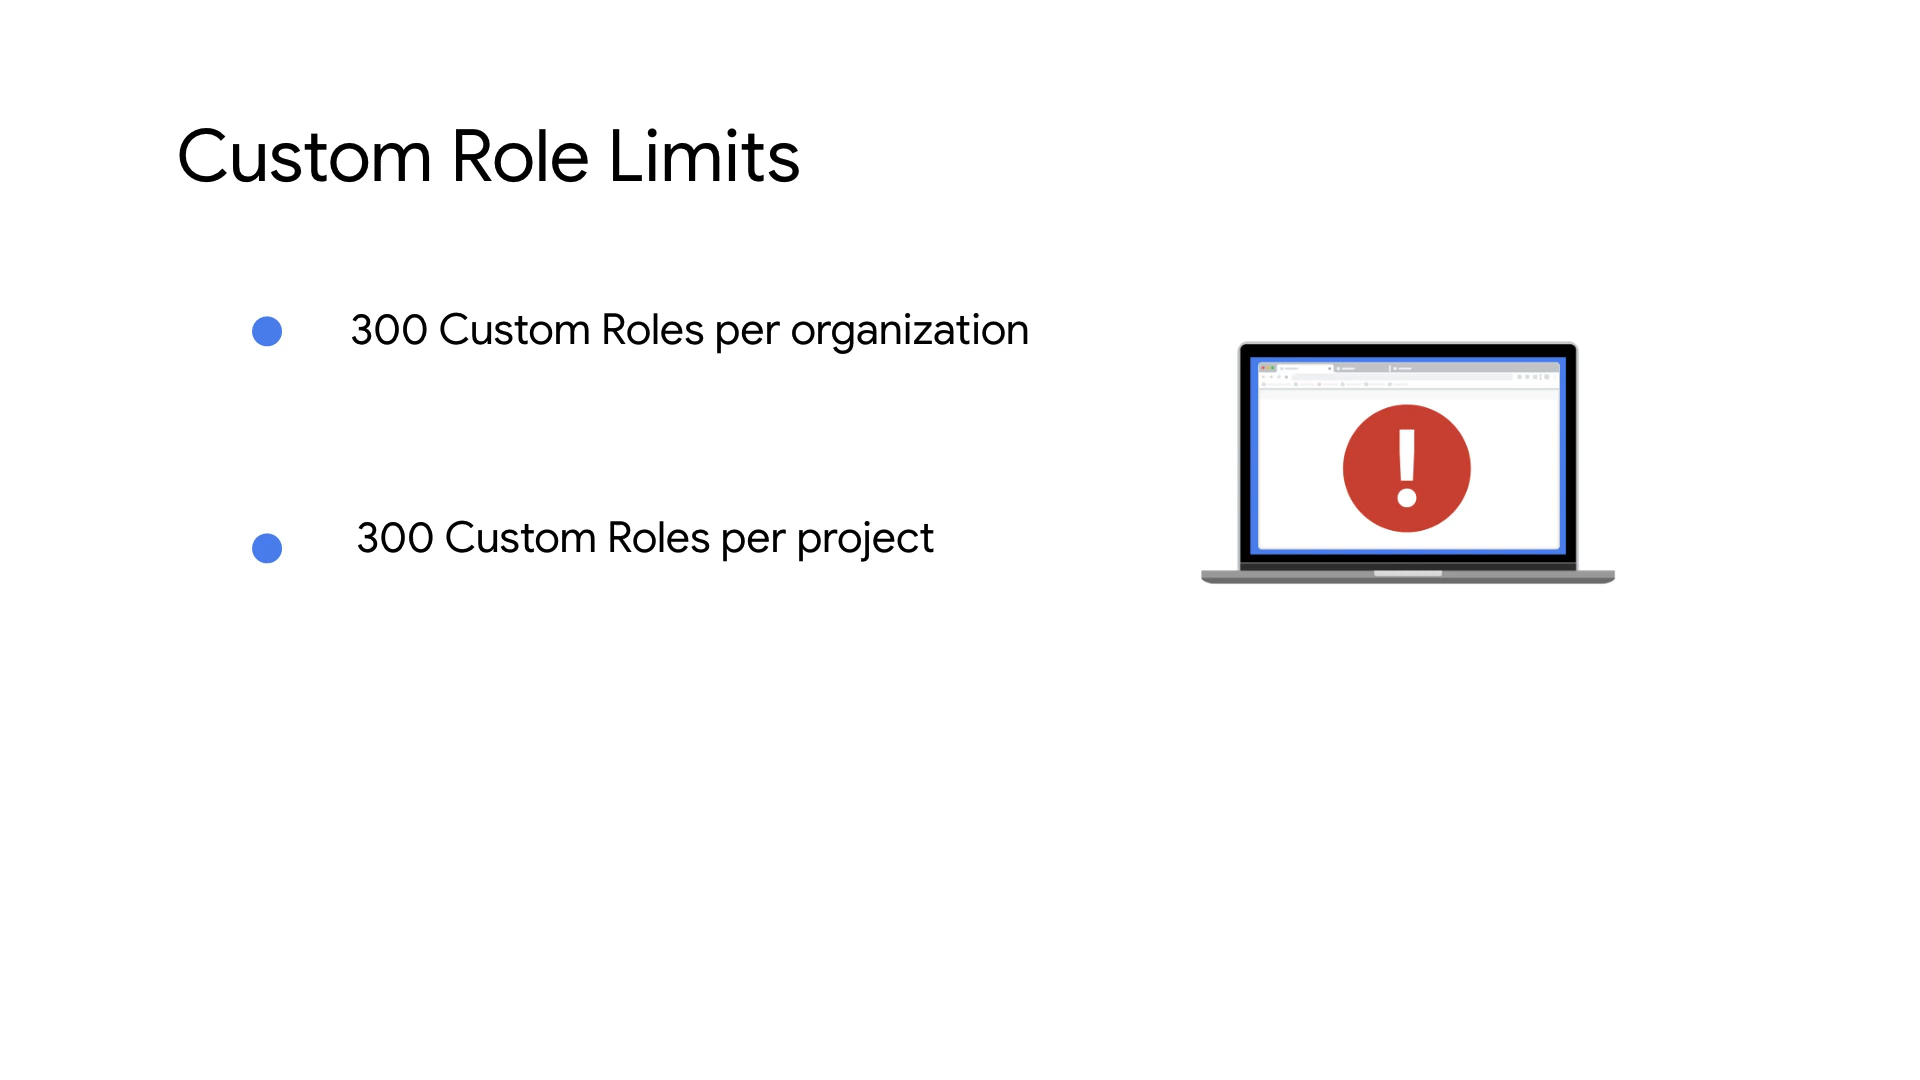 Custom Role Limits
300 Custom Roles per organization
300 Custom Roles per project